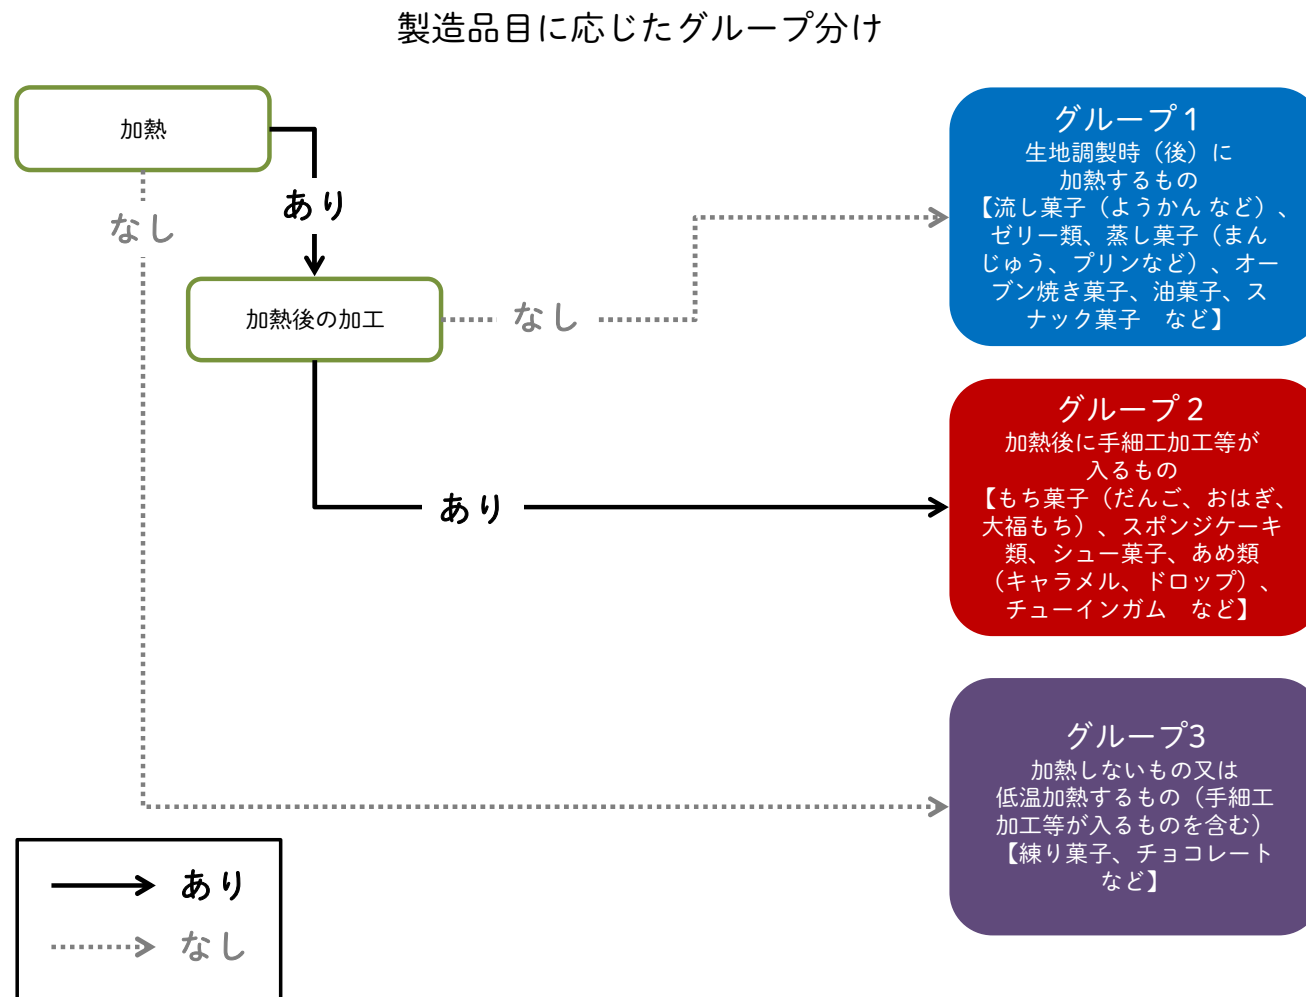 製造品目に応じたグループ分け
加熱
あり
なし
加熱後の加工
なし
あり
グループ１
生地調製時（後）に
加熱するもの
【流し菓子（ようかん など）、
ゼリー類、蒸し菓子（まん
じゅう、プリンなど）、オー
ブン焼き菓子、油菓子、ス
ナック菓子　など】
グループ２
加熱後に手細工加工等が
入るもの
【もち菓子（だんご、おはぎ、
大福もち）、スポンジケーキ
類、シュー菓子、あめ類
（キャラメル、ドロップ）、
チューインガム　など】
グループ3
加熱しないもの又は
低温加熱するもの（手細工
加工等が入るものを含む）
【練り菓子、チョコレート
など】
あり
なし